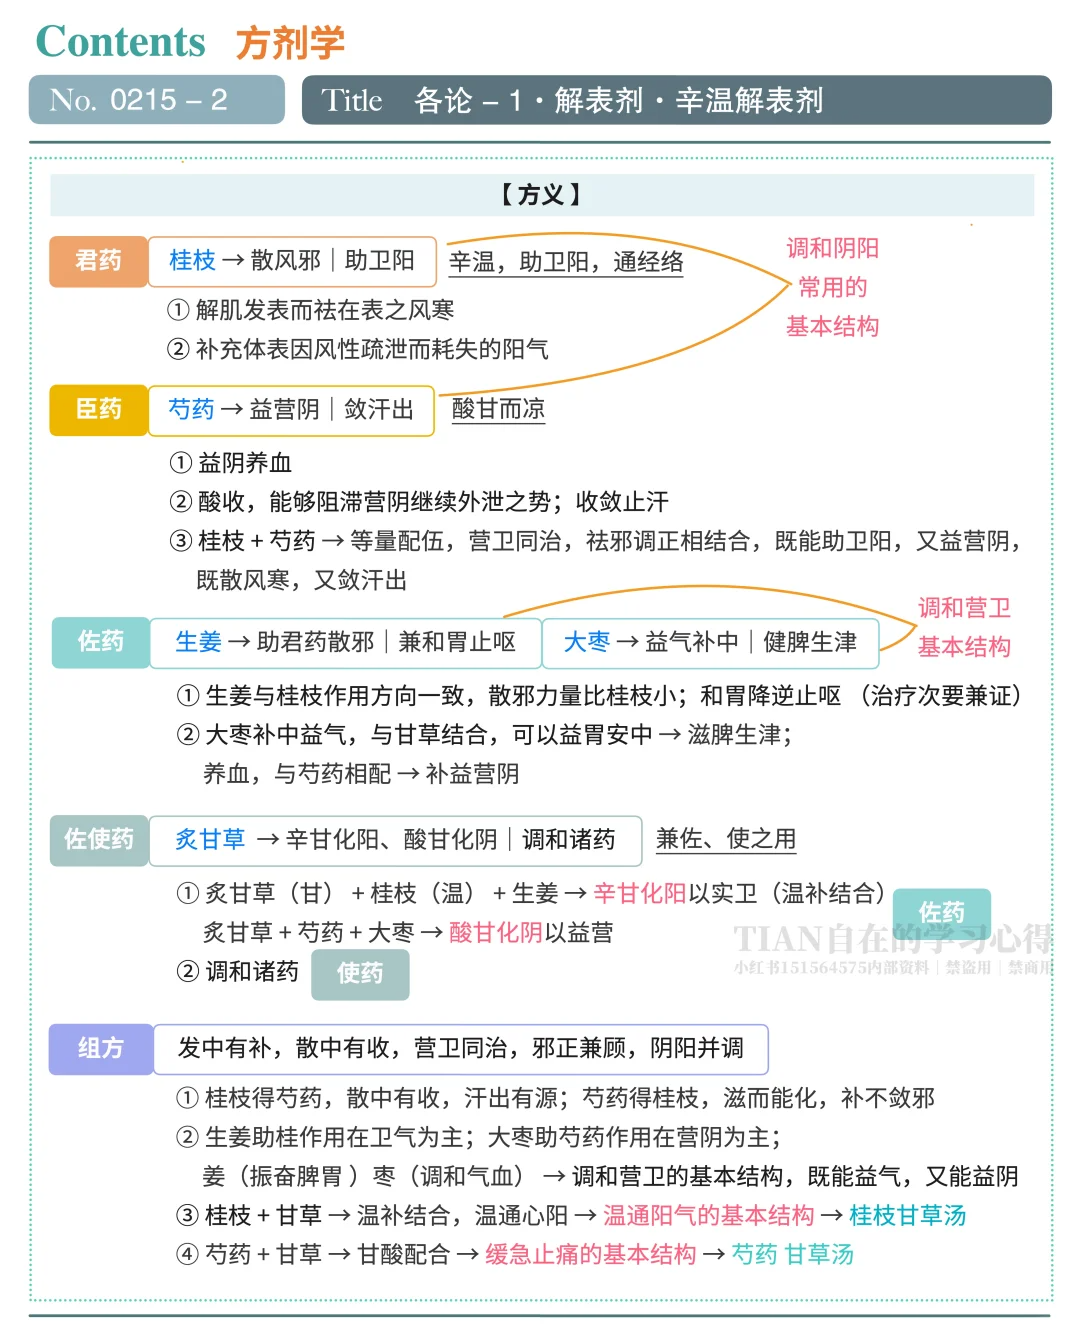 Contents 方剂学
No. 0215 – 2 Title 各论 – 1 · 解表剂 · 辛温解表剂
【 方义 】
君药 桂枝 → 散风邪｜助卫阳 辛温，助卫阳，通经络
调和阴阳
常用的
基本结构
① 解肌发表而祛在表之风寒
② 补充体表因风性疏泄而耗失的阳气
臣药 芍药 → 益营阴｜敛汗出 酸甘而凉
① 益阴养血
② 酸收，能够阻滞营阴继续外泄之势；收敛止汗
③ 桂枝 + 芍药 → 等量配伍，营卫同治，祛邪调正相结合，既能助卫阳，又益营阴，
既散风寒，又敛汗出
佐药 生姜 → 助君药散邪｜兼和胃止呕 大枣 → 益气补中｜健脾生津
调和营卫
基本结构
① 生姜与桂枝作用方向一致，散邪力量比桂枝小；和胃降逆止呕 （治疗次要兼证）
② 大枣补中益气，与甘草结合，可以益胃安中 → 滋脾生津；
养血，与芍药相配 → 补益营阴
佐使药 炙甘草 → 辛甘化阳、酸甘化阴｜调和诸药 兼佐、使之用
① 炙甘草（甘）+ 桂枝（温）+ 生姜 → 辛甘化阳以实卫（温补结合） 佐药
炙甘草 + 芍药 + 大枣 → 酸甘化阴以益营
② 调和诸药 使药
TIAN自在的学习心得
小红书151564575内部资料｜禁盗用｜禁商用
组方 发中有补，散中有收，营卫同治，邪正兼顾，阴阳并调
① 桂枝得芍药，散中有收，汗出有源；芍药得桂枝，滋而能化，补不敛邪
② 生姜助桂作用在卫气为主；大枣助芍药作用在营阴为主；
姜（振奋脾胃 ）枣（调和气血） → 调和营卫的基本结构，既能益气，又能益阴
③ 桂枝 + 甘草 → 温补结合，温通心阳 → 温通阳气的基本结构 → 桂枝甘草汤
④ 芍药 + 甘草 → 甘酸配合 → 缓急止痛的基本结构 → 芍药 甘草汤